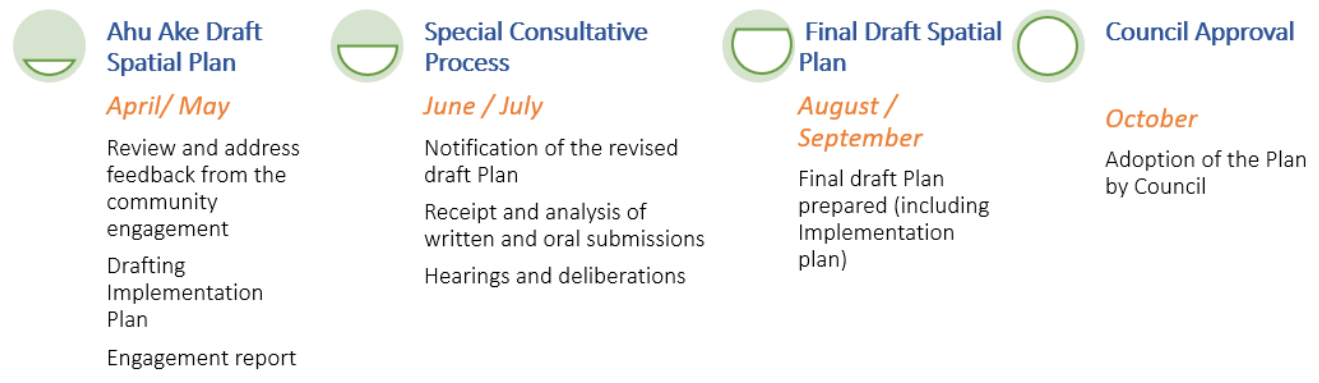 Ahu Ake Draft
Spatial Plan
April/ May
Review and address
feedback from the
community
engagement
Drafting
Implementation
Plan
Engagement report
Special Consultative
Process
June / July
Notification of the revised
draft Plan
Receipt and analysis of
written and oral submissions
Hearings and deliberations
Final Draft Spatial
Plan
August /
September
Final draft Plan
prepared (including
Implementation
plan)
Council Approval
October
Adoption of the Plan
by Council